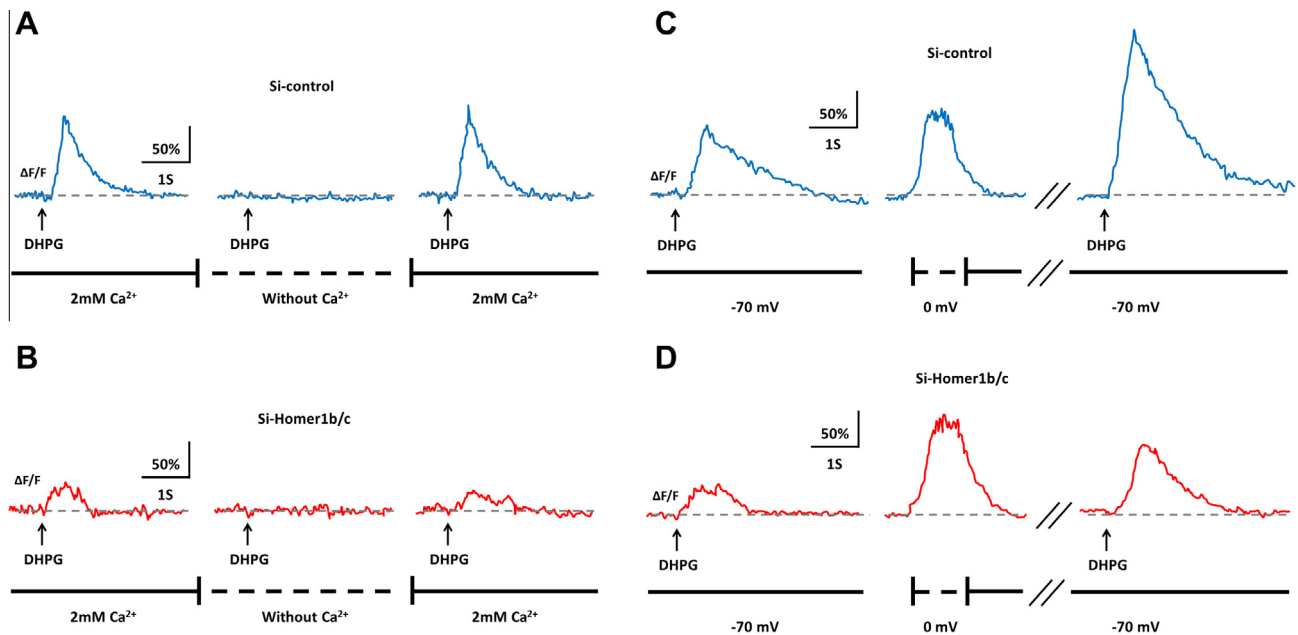 A
Si-control
50%
1S
ΔF/F
DHPG
DHPG
DHPG
2mM Ca²⁺
Without Ca²⁺
2mM Ca²⁺
B
Si-Homer1b/c
50%
1S
ΔF/F
DHPG
DHPG
DHPG
2mM Ca²⁺
Without Ca²⁺
2mM Ca²⁺
C
Si-control
50%
1S
ΔF/F
DHPG
DHPG
-70 mV
0 mV
-70 mV
D
Si-Homer1b/c
50%
1S
ΔF/F
DHPG
DHPG
-70 mV
0 mV
-70 mV